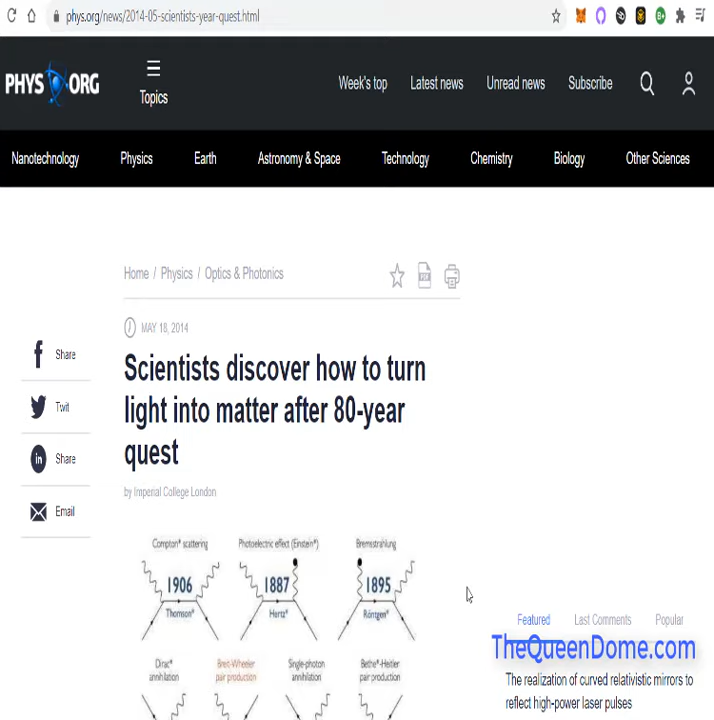 phys.org/news/2014-05-scientists-year-quest.html
PHYS ORG
Topics
Week's top
Latest news
Unread news
Subscribe
Nanotechnology
Physics
Earth
Astronomy & Space
Technology
Chemistry
Biology
Other Sciences
Home / Physics / Optics & Photonics
PDF
MAY 18, 2014
Scientists discover how to turn
light into matter after 80-year
quest
by Imperial College London
Share
Twit
in Share
Email
Compton* scattering
1906
Thomson*
Photoelectric effect (Einstein*)
1887
Hertz*
Bremsstrahlung
1895
Röntgen*
Dirac*
annihilation
Breit-Wheeler
pair production
Single-photon
annihilation
Bethe*-Heitler
pair production
Featured
Last Comments
Popular
TheQueenDome.com
The realization of curved relativistic mirrors to
reflect high-power laser pulses